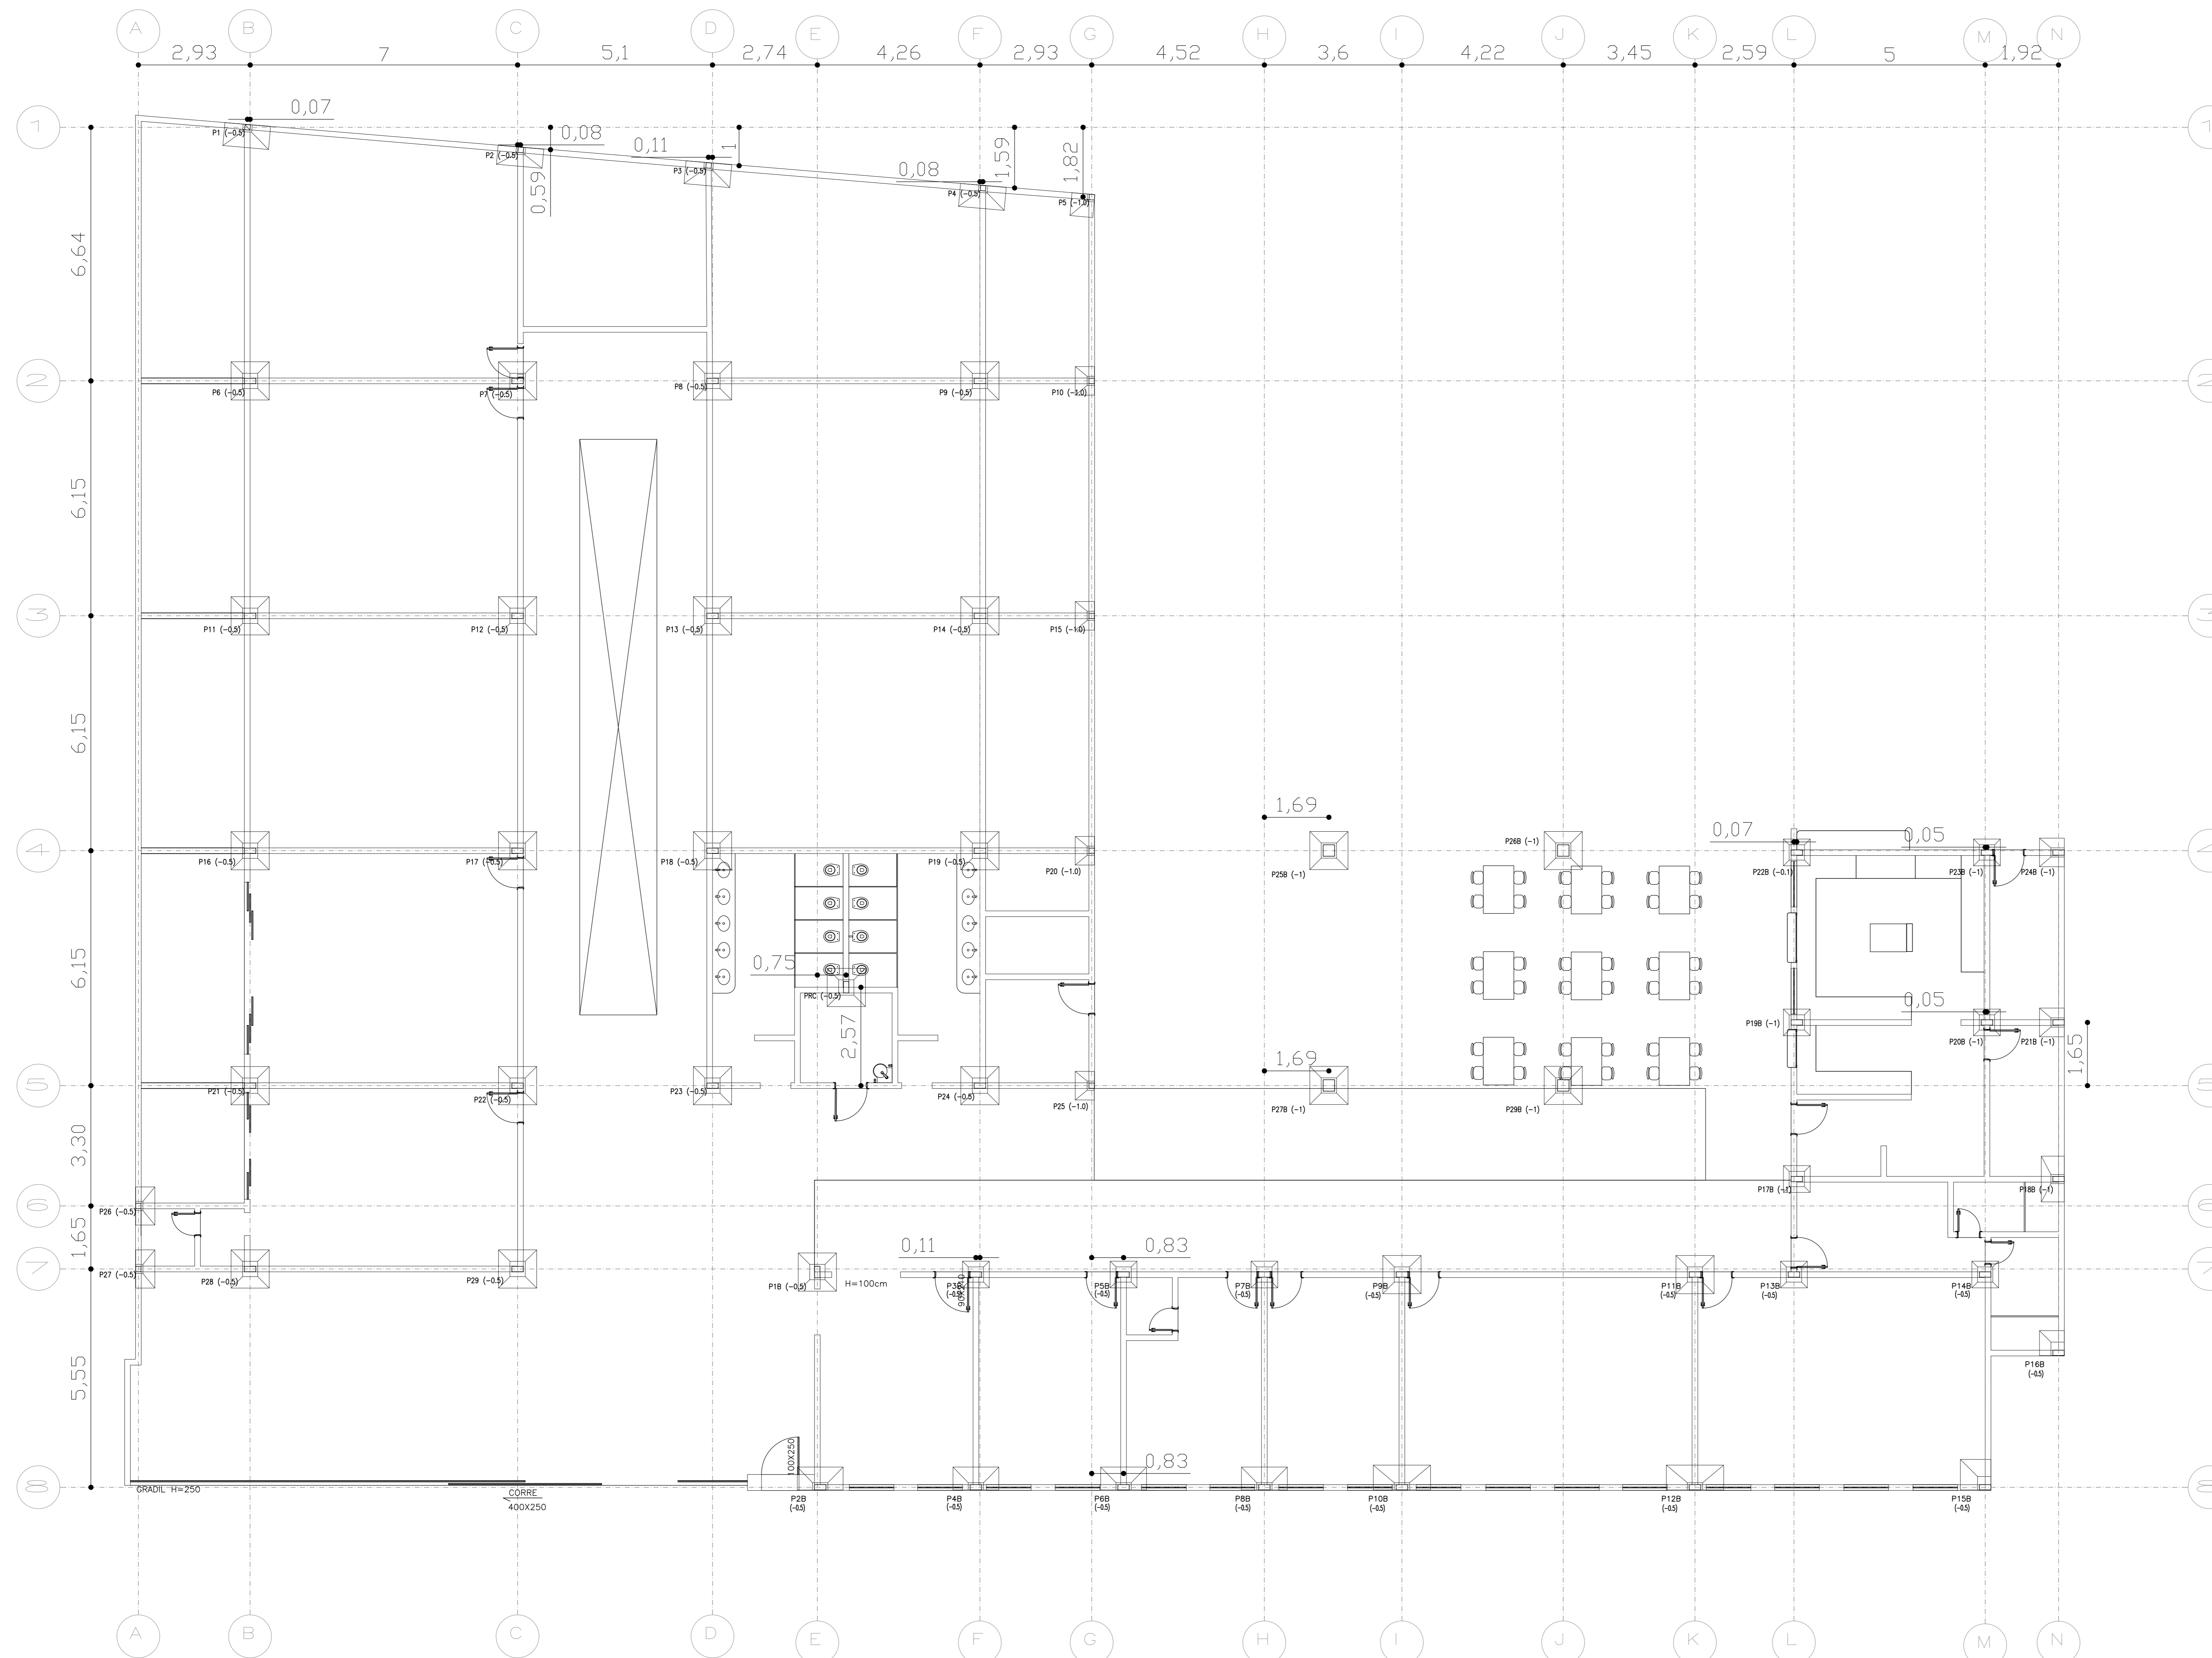 A B C D E F G H I J K L M N
2,93 7 5,1 2,74 4,26 2,93 4,52 3,6 4,22 3,45 2,59 5 1,92
1 1
0,07
P1 (-0.5)
0,08
P2 (-0.5)
0,59
0,11
P3 (-0.5)
1
0,08
P4 (-0.5)
1,59
1,82
P5 (-1.0)
6,64
2 2
P6 (-0.5) P7 (-0.5) P8 (-0.5) P9 (-0.5) P10 (-1.0)
6,15
3 3
P11 (-0.5) P12 (-0.5) P13 (-0.5) P14 (-0.5) P15 (-1.0)
6,15
1,69
0,07
0,05
4 4
P26B (-1)
P16 (-0.5) P17 (-0.5) P18 (-0.5) P19 (-0.5) P20 (-1.0) P25B (-1) P22B (-0.1) P23B (-1) P24B (-1)
6,15
0,75
PRC (-0.5)
2,57
0,05
P19B (-1)
P20B (-1) P21B (-1)
1,65
1,69
5 5
P21 (-0.5) P22 (-0.5) P23 (-0.5) P24 (-0.5) P25 (-1.0) P27B (-1) P29B (-1)
3,30
P17B (-1) P18B (-1)
6 6
P26 (-0.5)
1,65
0,11
0,83
7 7
P27 (-0.5) P28 (-0.5) P29 (-0.5)
P1B (-0.5)
H=100cm
90X210
P3B
(-0.5)
P5B
(-0.5)
P7B
(-0.5)
P9B
(-0.5)
P11B
(-0.5)
P13B
(-0.5)
P14B
(-0.5)
P16B
(-0.5)
5,55
100X250
0,83
8 8
GRADIL H=250
CORRE
400X250
P2B
(-0.5)
P4B
(-0.5)
P6B
(-0.5)
P8B
(-0.5)
P10B
(-0.5)
P12B
(-0.5)
P15B
(-0.5)
A B C D E F G H I J K L M N